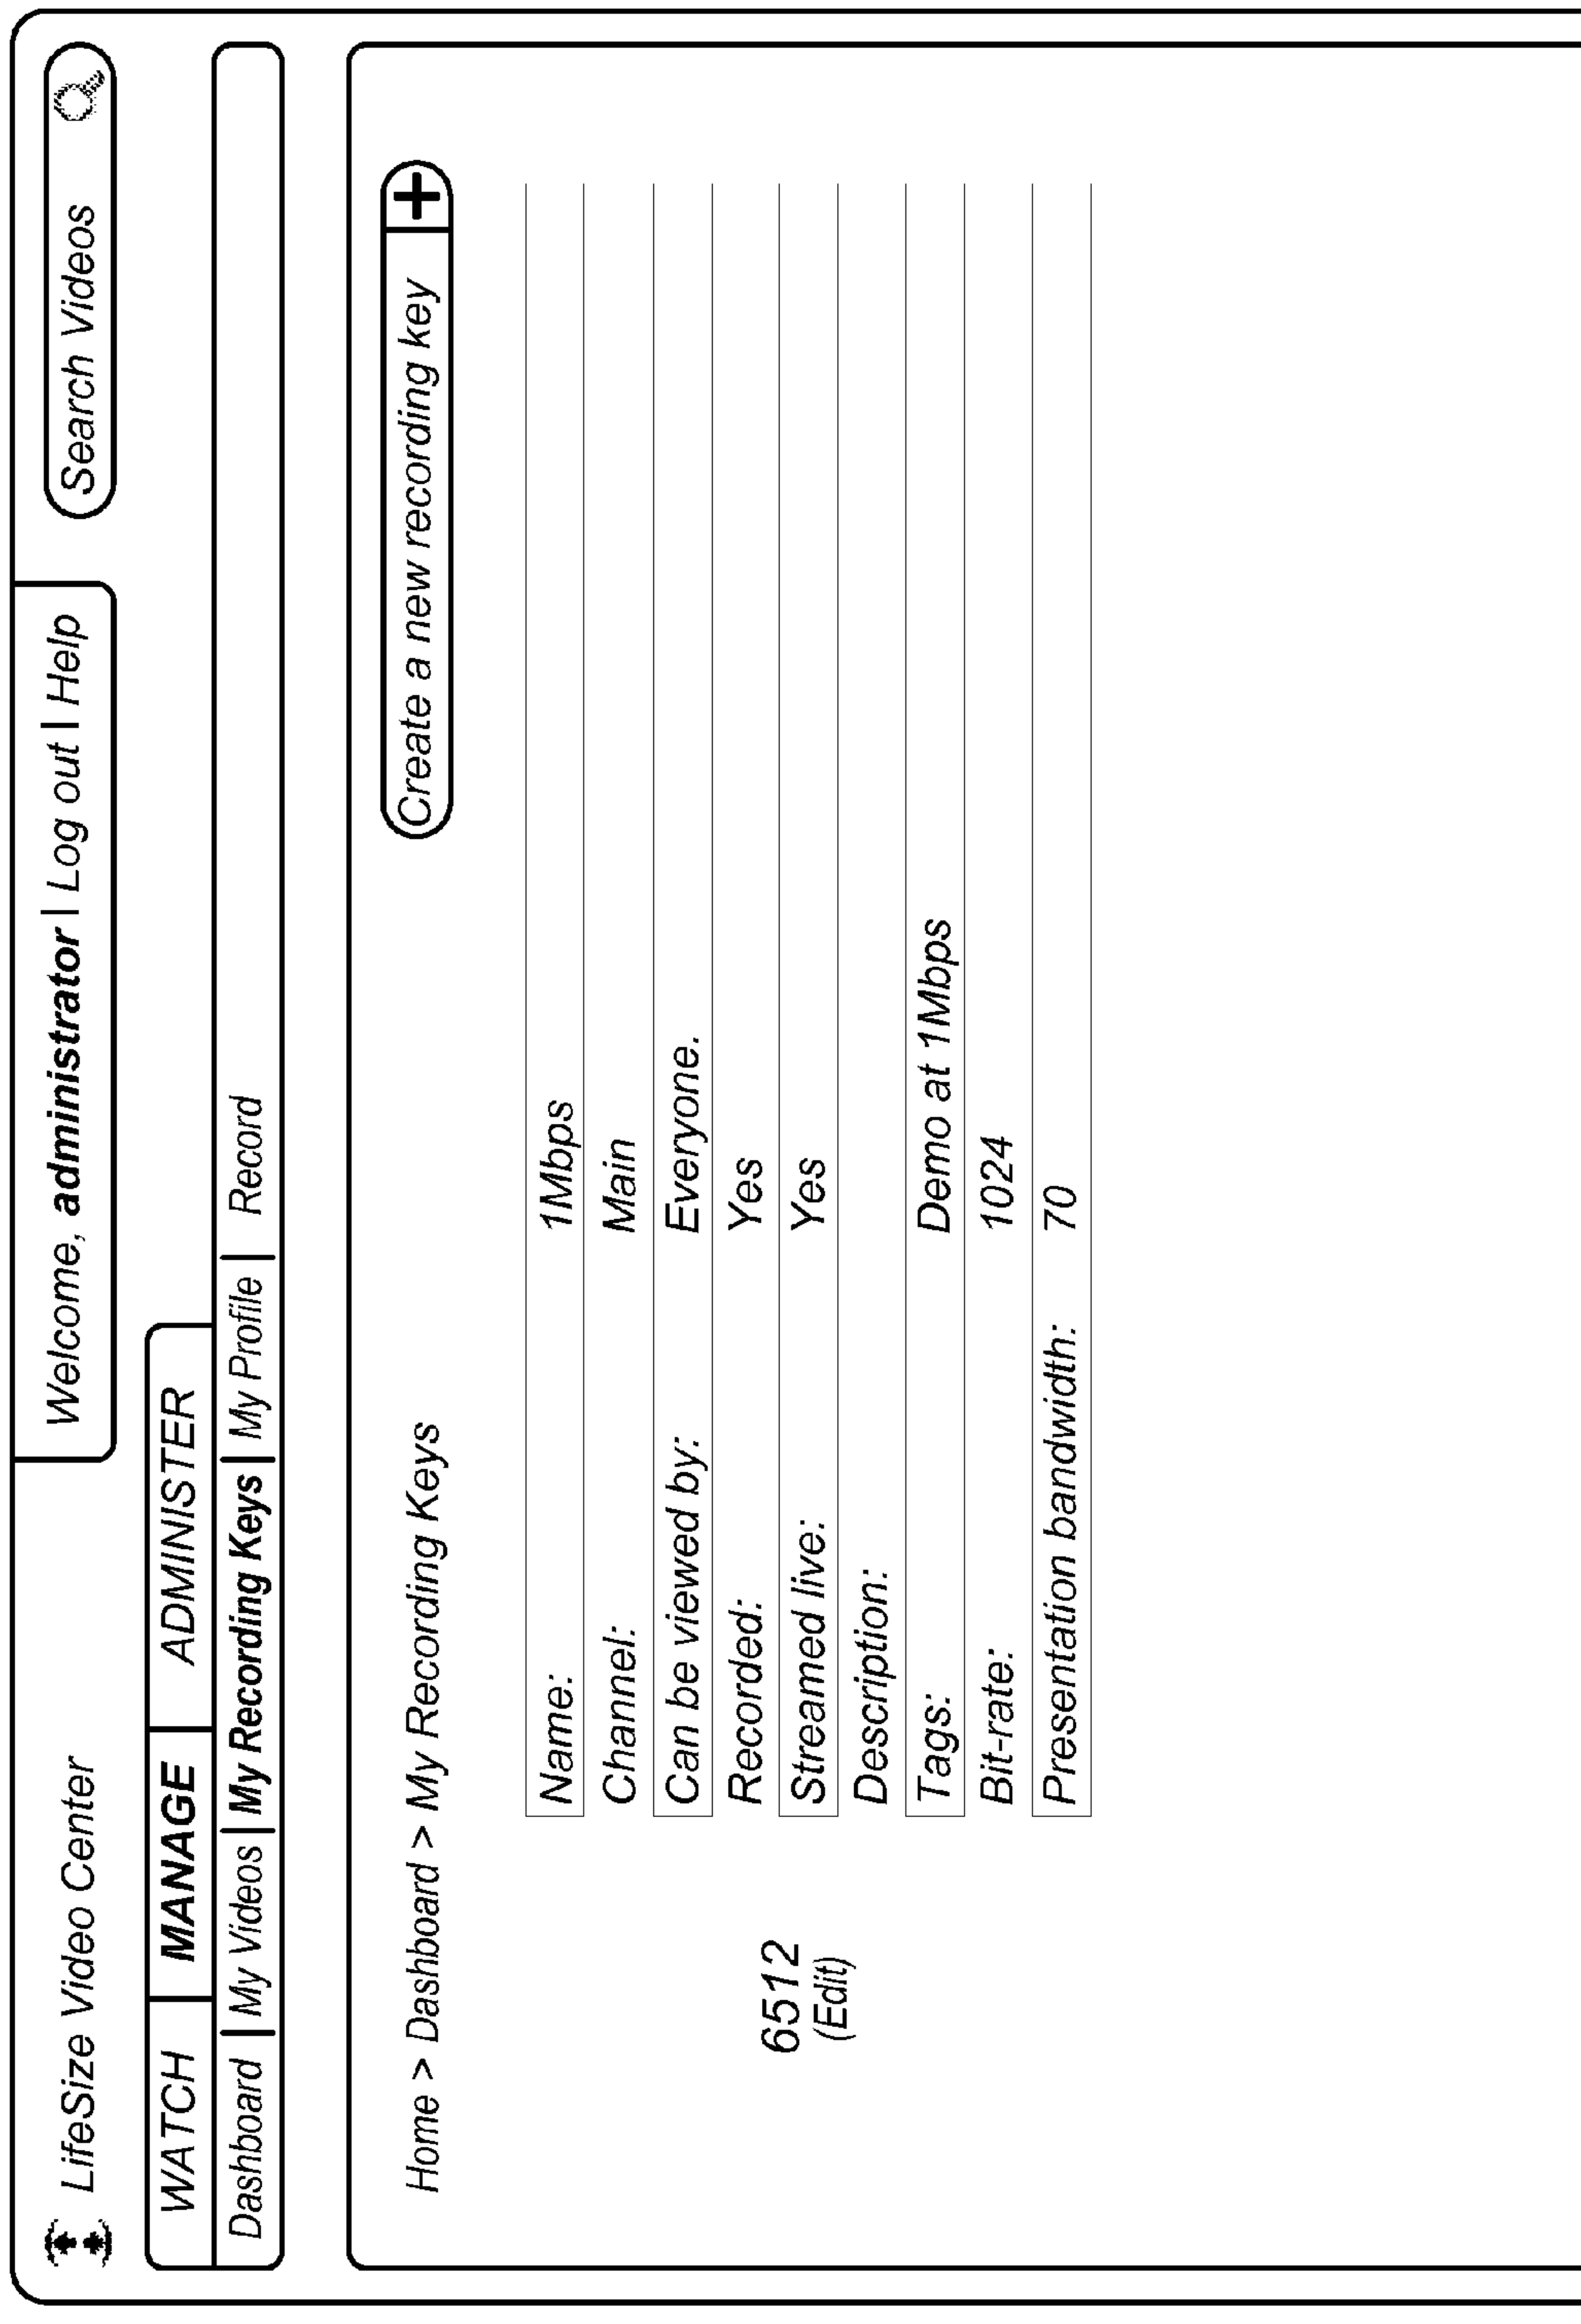 LifeSize Video Center
Welcome, administrator | Log out | Help
Search Videos
WATCH MANAGE ADMINISTER
Dashboard | My Videos | My Recording Keys | My Profile | Record
Home > Dashboard > My Recording Keys
Create a new recording key +
6512
(Edit)
Name: 1Mbps
Channel: Main
Can be viewed by: Everyone.
Recorded: Yes
Streamed live: Yes
Description:
Tags: Demo at 1Mbps
Bit-rate: 1024
Presentation bandwidth: 70